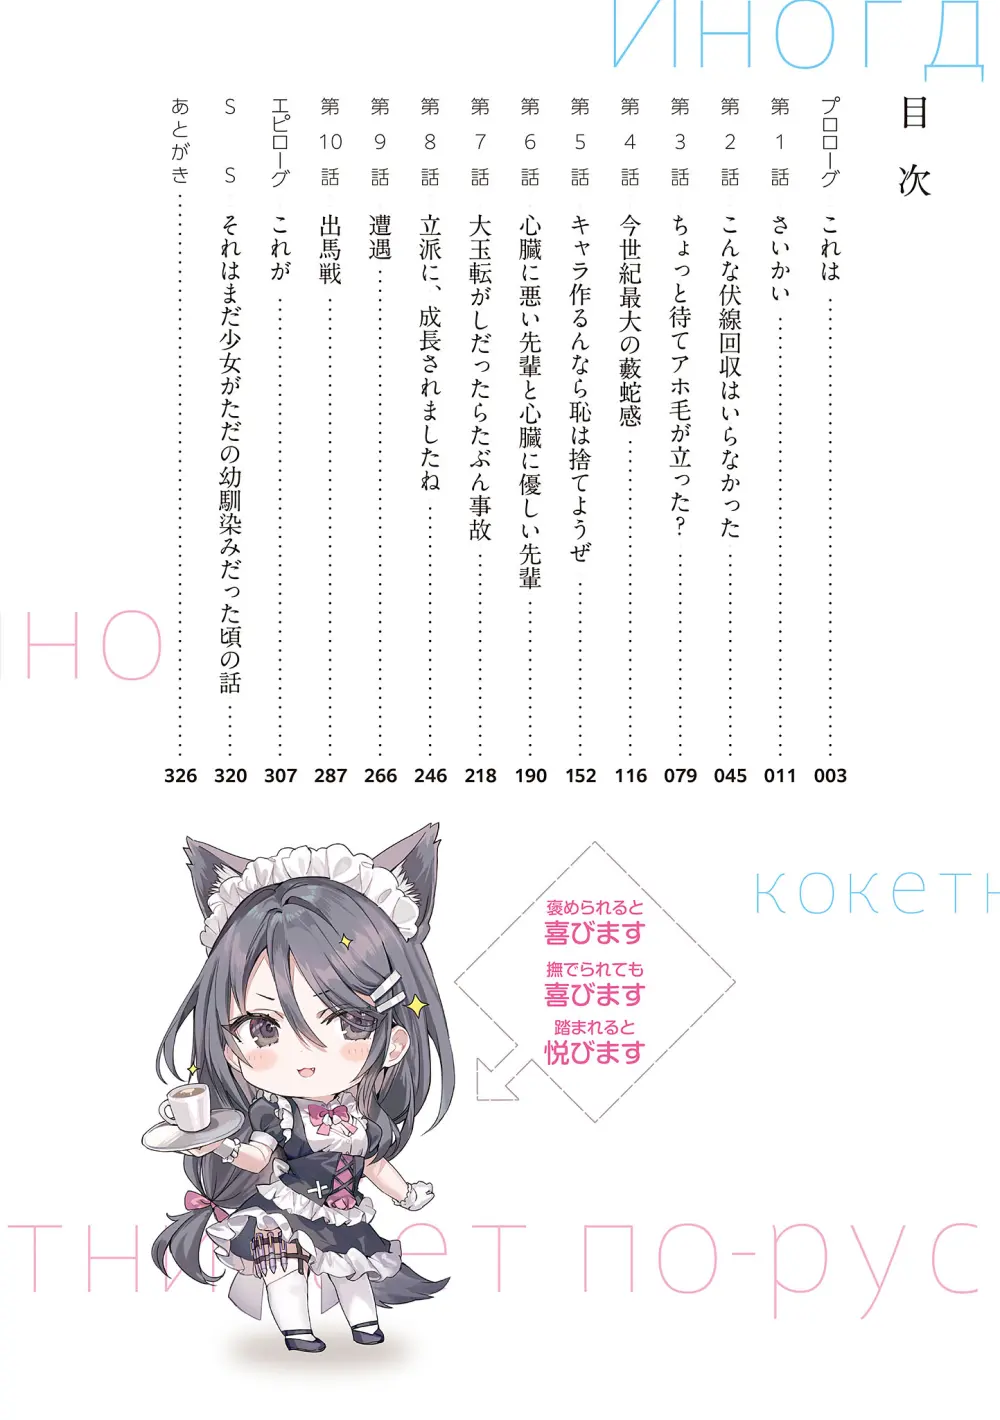 Иногд
目次
プロローグ これは 003
第1話 さいかい 011
第2話 こんな伏線回収はいらなかった 045
第3話 ちょっと待てアホ毛が立った? 079
第4話 今世紀最大の藪蛇感 116
第5話 キャラ作るんなら恥は捨てようぜ 152
第6話 心臓に悪い先輩と心臓に優しい先輩 190
第7話 大玉転がしだったらたぶん事故 218
第8話 立派に、成長されましたね 246
第9話 遭遇 266
第10話 出馬戦 287
エピローグ これが 307
SS それはまだ少女がただの幼馴染みだった頃の話 320
あとがき 326
но
кокетн
褒められると
喜びます
撫でられても
喜びます
踏まれると
悦びます
тни ет по-рус